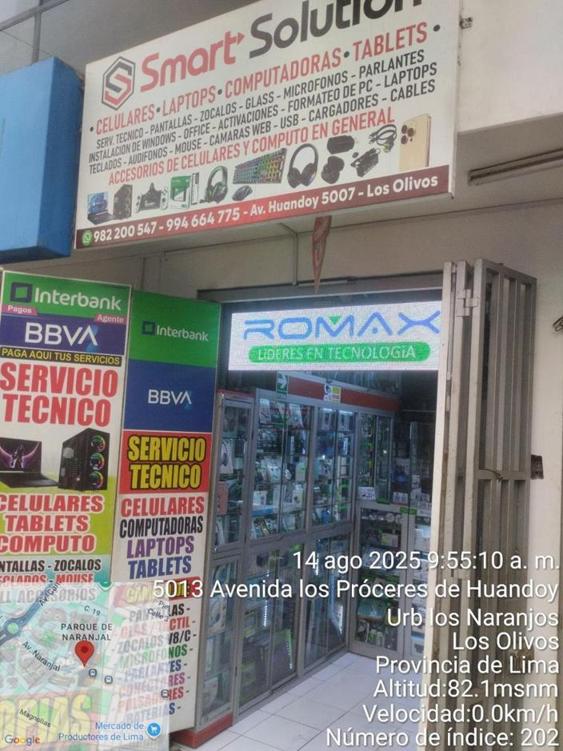 Smart Solution
· CELULARES · LAPTOPS · COMPUTADORAS · TABLETS ·
SERV. TECNICO - PANTALLAS - ZOCALOS - GLASS - MICROFONOS - PARLANTES
INSTALACION DE WINDOWS - OFFICE - ACTIVACIONES - FORMATEO DE PC - LAPTOPS
TECLADOS - AUDIFONOS - MOUSE - CAMARAS WEB - USB - CARGADORES - CABLES
ACCESORIOS DE CELULARES Y COMPUTO EN GENERAL
982 200 547 - 994 664 775 - Av. Huandoy 5007 - Los Olivos
Interbank
Pagos Agente
BBVA
PAGA AQUI TUS SERVICIOS
SERVICIO
TECNICO
CELULARES
TABLETS
COMPUTO
PANTALLAS - ZOCALOS
TECLADOS - MOUSE
Interbank
BBVA
SERVICIO
TECNICO
CELULARES
COMPUTADORAS
LAPTOPS
TABLETS
ROMAX
LIDERES EN TECNOLOGIA
14 ago 2025 9:55:10 a. m.
5013 Avenida los Próceres de Huandoy
Urb los Naranjos
Los Olivos
Provincia de Lima
Altitud:82.1msnm
Velocidad:0.0km/h
Número de índice: 202
PARQUE DE
NARANJAL
Av. Naranjal
Magnolias
Mercado de
Productores de Lima
Google